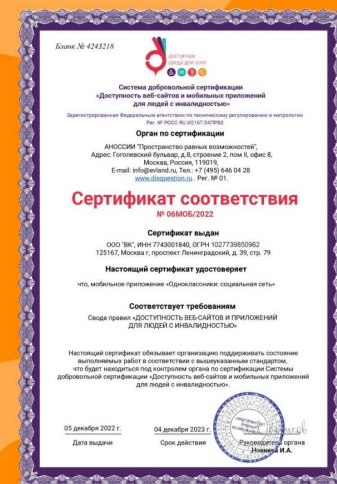 Бланк № 4243218
доступная
среда для всех
Система добровольной сертификации
«Доступность веб-сайтов и мобильных приложений
для людей с инвалидностью»
Зарегистрированная Федеральным агентством по техническому регулированию и метрологии
Рег. № РОСС RU.И2167.04ПРВ0
Орган по сертификации
АНОССИИ "Пространство равных возможностей",
Адрес: Гоголевский бульвар, д.8, строение 2, пом II, офис 8,
Москва, Россия, 119019,
E-mail: info@evland.ru, Тел.: +7 (495) 646 04 28
www.disquestion.ru . Рег. № 01.
Сертификат соответствия
№ 06МОБ/2022
Сертификат выдан
ООО "ВК", ИНН 7743001840, ОГРН 1027739850962
125167, Москва г, проспект Ленинградский, д. 39, стр. 79
Настоящий сертификат удостоверяет
что, мобильное приложение «Одноклассники: социальная сеть»
Соответствует требованиям
Свода правил «ДОСТУПНОСТЬ ВЕБ-САЙТОВ И ПРИЛОЖЕНИЙ
ДЛЯ ЛЮДЕЙ С ИНВАЛИДНОСТЬЮ»
Настоящий сертификат обязывает организацию поддерживать состояние
выполняемых работ в соответствии с вышеуказанным стандартом,
что будет находиться под контролем органа по сертификации Системы
добровольной сертификации «Доступность веб-сайтов и мобильных приложений
для людей с инвалидностью».
05 декабря 2022 г.
04 декабря 2023 г.
Дата выдачи
Срок действия
Руководитель органа
Новиков И.А.